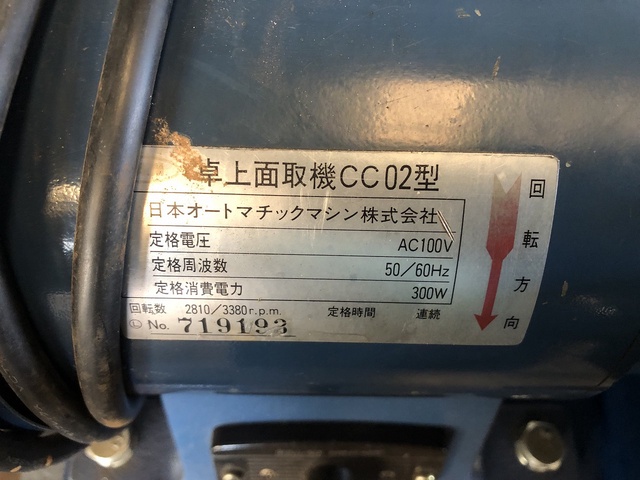 卓上面取機CC02型
日本オートマチックマシン株式会社
定格電圧 AC100V
定格周波数 50/60Hz
定格消費電力 300W
回転数 2810/3380r.p.m. 定格時間 連続
No. 719193
回転方向